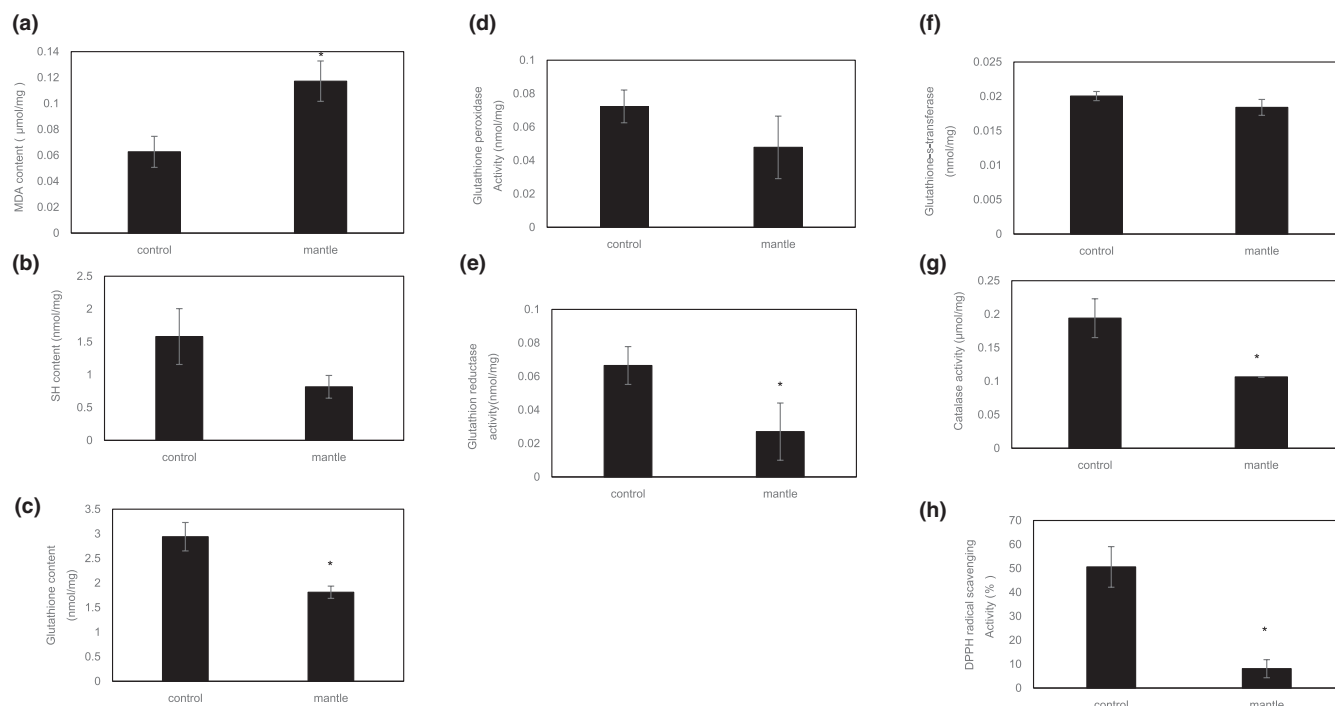 (a)
MDA content ( μmol/mg )
0.14
0.12
0.1
0.08
0.06
0.04
0.02
0
*
control mantle
(b)
SH content (nmol/mg)
2.5
2
1.5
1
0.5
0
control mantle
(c)
Glutathione content
(nmol/mg)
3.5
3
2.5
2
1.5
1
0.5
0
*
control mantle
(d)
Glutathione peroxidase
Activity (nmol/mg)
0.1
0.08
0.06
0.04
0.02
0
control mantle
(e)
Glutathion reductase
activity(nmol/mg)
0.1
0.08
0.06
0.04
0.02
0
*
control mantle
(f)
Glutathione-s-transferase
(nmol/mg)
0.025
0.02
0.015
0.01
0.005
0
control mantle
(g)
Catalase activity (μmol/mg)
0.25
0.2
0.15
0.1
0.05
0
*
control mantle
(h)
DPPH radical scavenging
Activity (%)
70
60
50
40
30
20
10
0
*
control mantle